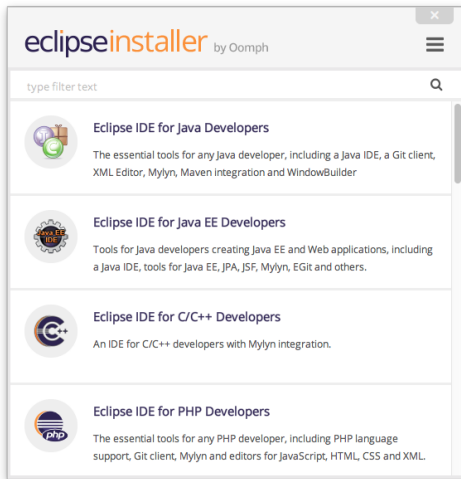 eclipseinstaller by Oomph
type filter text
Eclipse IDE for Java Developers
The essential tools for any Java developer, including a Java IDE, a Git client,
XML Editor, Mylyn, Maven integration and WindowBuilder
Java EE
IDE
Eclipse IDE for Java EE Developers
Tools for Java developers creating Java EE and Web applications, including
a Java IDE, tools for Java EE, JPA, JSF, Mylyn, EGit and others.
C++
Eclipse IDE for C/C++ Developers
An IDE for C/C++ developers with Mylyn integration.
php
Eclipse IDE for PHP Developers
The essential tools for any PHP developer, including PHP language
support, Git client, Mylyn and editors for JavaScript, HTML, CSS and XML.